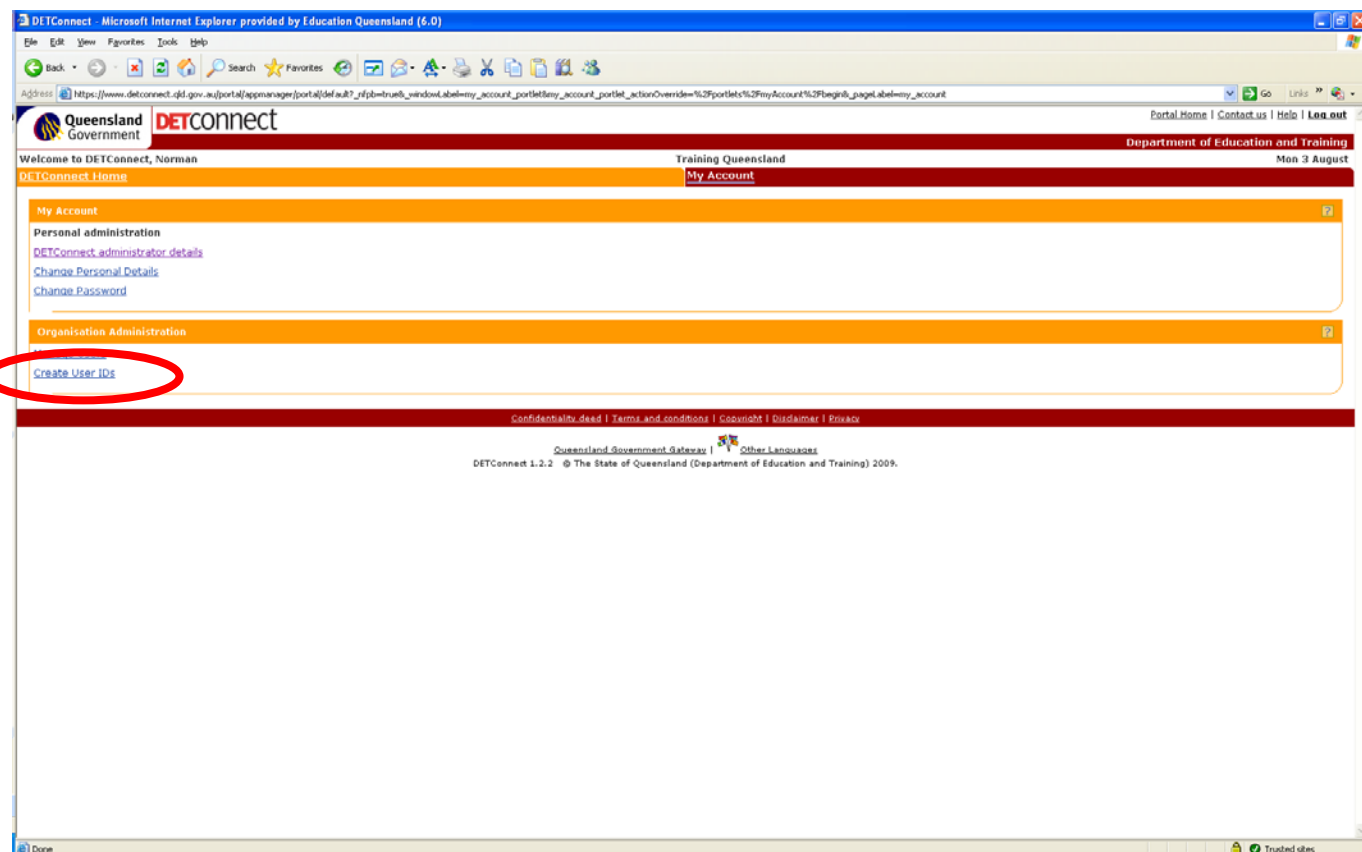 DETConnect - Microsoft Internet Explorer provided by Education Queensland (6.0)
File Edit View Favorites Tools Help
Back Search Favorites
Address https://www.detconnect.qld.gov.au/portal/appmanager/portal/default?_nfpb=true&_windowLabel=my_account_portlet&my_account_portlet_actionOverride=%2Fportlets%2FmyAccount%2Fbegin&_pageLabel=my_account Go Links »
Queensland Government DETconnect Portal Home | Contact us | Help | Log out
Department of Education and Training
Welcome to DETConnect, Norman Training Queensland Mon 3 August
DETConnect Home My Account
My Account ?
Personal administration
DETConnect administrator details
Change Personal Details
Change Password
Organisation Administration ?
Create User IDs
Confidentiality deed | Terms and conditions | Copyright | Disclaimer | Privacy
Queensland Government Gateway | Other Languages
DETConnect 1.2.2 © The State of Queensland (Department of Education and Training) 2009.
Done Trusted sites